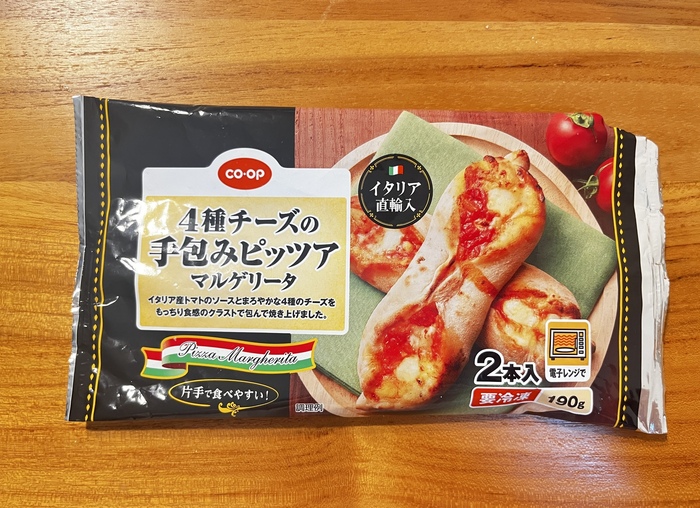 CO·OP
4種チーズの
手包みピッツァ
マルゲリータ
イタリア産トマトのソースとまろやかな4種のチーズを
もっちり食感のクラストで包んで焼き上げました。
Pizza Margherita
片手で食べやすい！
イタリア
直輸入
2本入
電子レンジで
要冷凍
190g
調理例